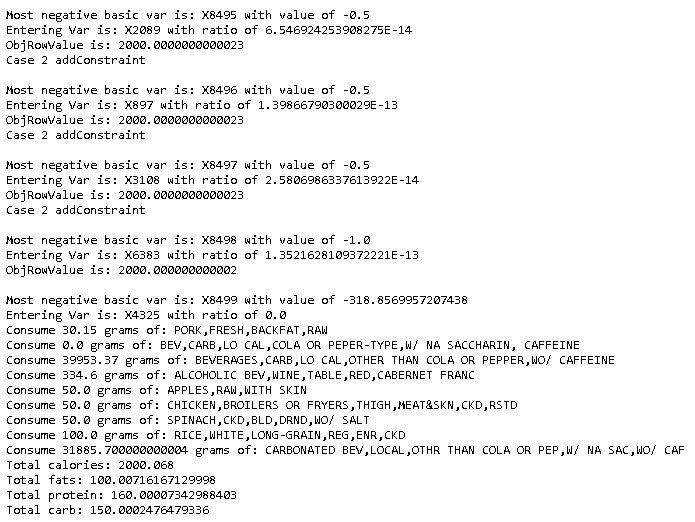 Most negative basic var is: X8495 with value of -0.5
Entering Var is: X2089 with ratio of 6.546924253908275E-14
ObjRowValue is: 2000.0000000000023
Case 2 addConstraint
Most negative basic var is: X8496 with value of -0.5
Entering Var is: X897 with ratio of 1.39866790300029E-13
ObjRowValue is: 2000.0000000000023
Case 2 addConstraint
Most negative basic var is: X8497 with value of -0.5
Entering Var is: X3108 with ratio of 2.5806986337613922E-14
ObjRowValue is: 2000.0000000000023
Case 2 addConstraint
Most negative basic var is: X8498 with value of -1.0
Entering Var is: X6383 with ratio of 1.3521628109372221E-13
ObjRowValue is: 2000.000000000002
Most negative basic var is: X8499 with value of -318.8569957207438
Entering Var is: X4325 with ratio of 0.0
Consume 30.15 grams of: PORK,FRESH,BACKFAT,RAW
Consume 0.0 grams of: BEV,CARB,LO CAL,COLA OR PEPER-TYPE,W/ NA SACCHARIN, CAFFEINE
Consume 39953.37 grams of: BEVERAGES,CARB,LO CAL,OTHER THAN COLA OR PEPPER,WO/ CAFFEINE
Consume 334.6 grams of: ALCOHOLIC BEV,WINE,TABLE,RED,CABERNET FRANC
Consume 50.0 grams of: APPLES,RAW,WITH SKIN
Consume 50.0 grams of: CHICKEN,BROILERS OR FRYERS,THIGH,MEAT&SKN,CKD,RSTD
Consume 50.0 grams of: SPINACH,CKD,BLD,DRND,WO/ SALT
Consume 100.0 grams of: RICE,WHITE,LONG-GRAIN,REG,ENR,CKD
Consume 31885.700000000004 grams of: CARBONATED BEV,LOCAL,OTHR THAN COLA OR PEP,W/ NA SAC,WO/ CAF
Total calories: 2000.068
Total fats: 100.00716167129998
Total protein: 160.00007342988403
Total carb: 150.0002476479336